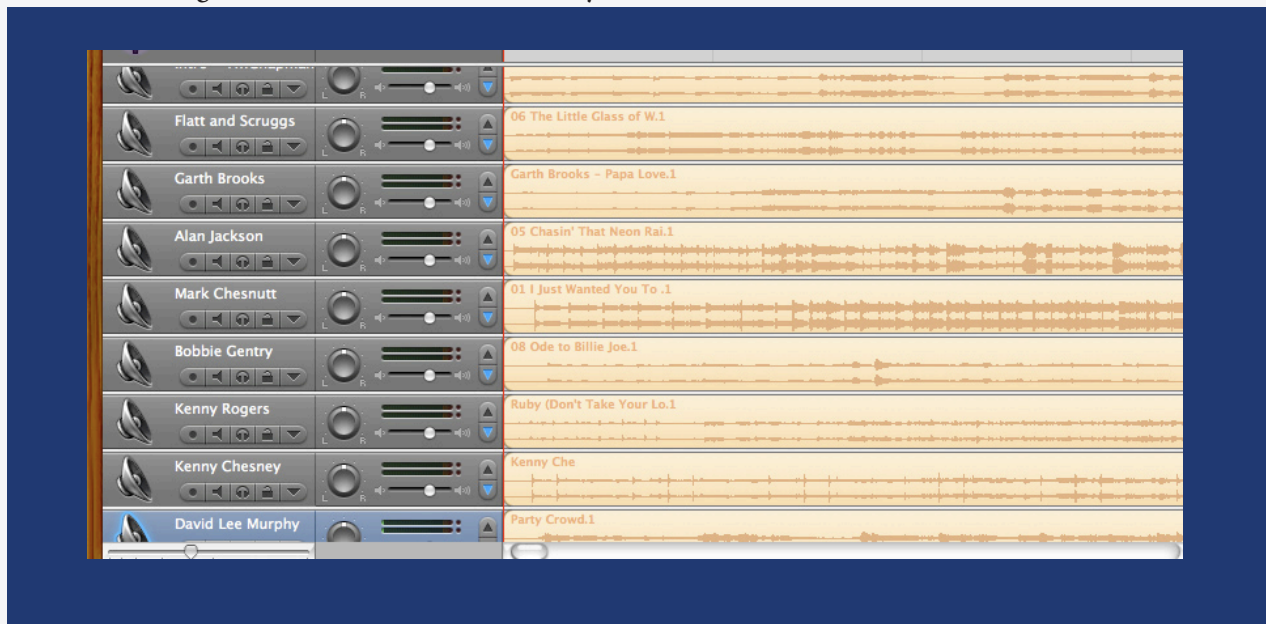 Flatt and Scruggs
06 The Little Glass of W.1
Garth Brooks
Garth Brooks - Papa Love.1
Alan Jackson
05 Chasin' That Neon Rai.1
Mark Chesnutt
01 I Just Wanted You To .1
Bobbie Gentry
08 Ode to Billie Joe.1
Kenny Rogers
Ruby (Don't Take Your Lo.1
Kenny Chesney
Kenny Che
David Lee Murphy
Party Crowd.1